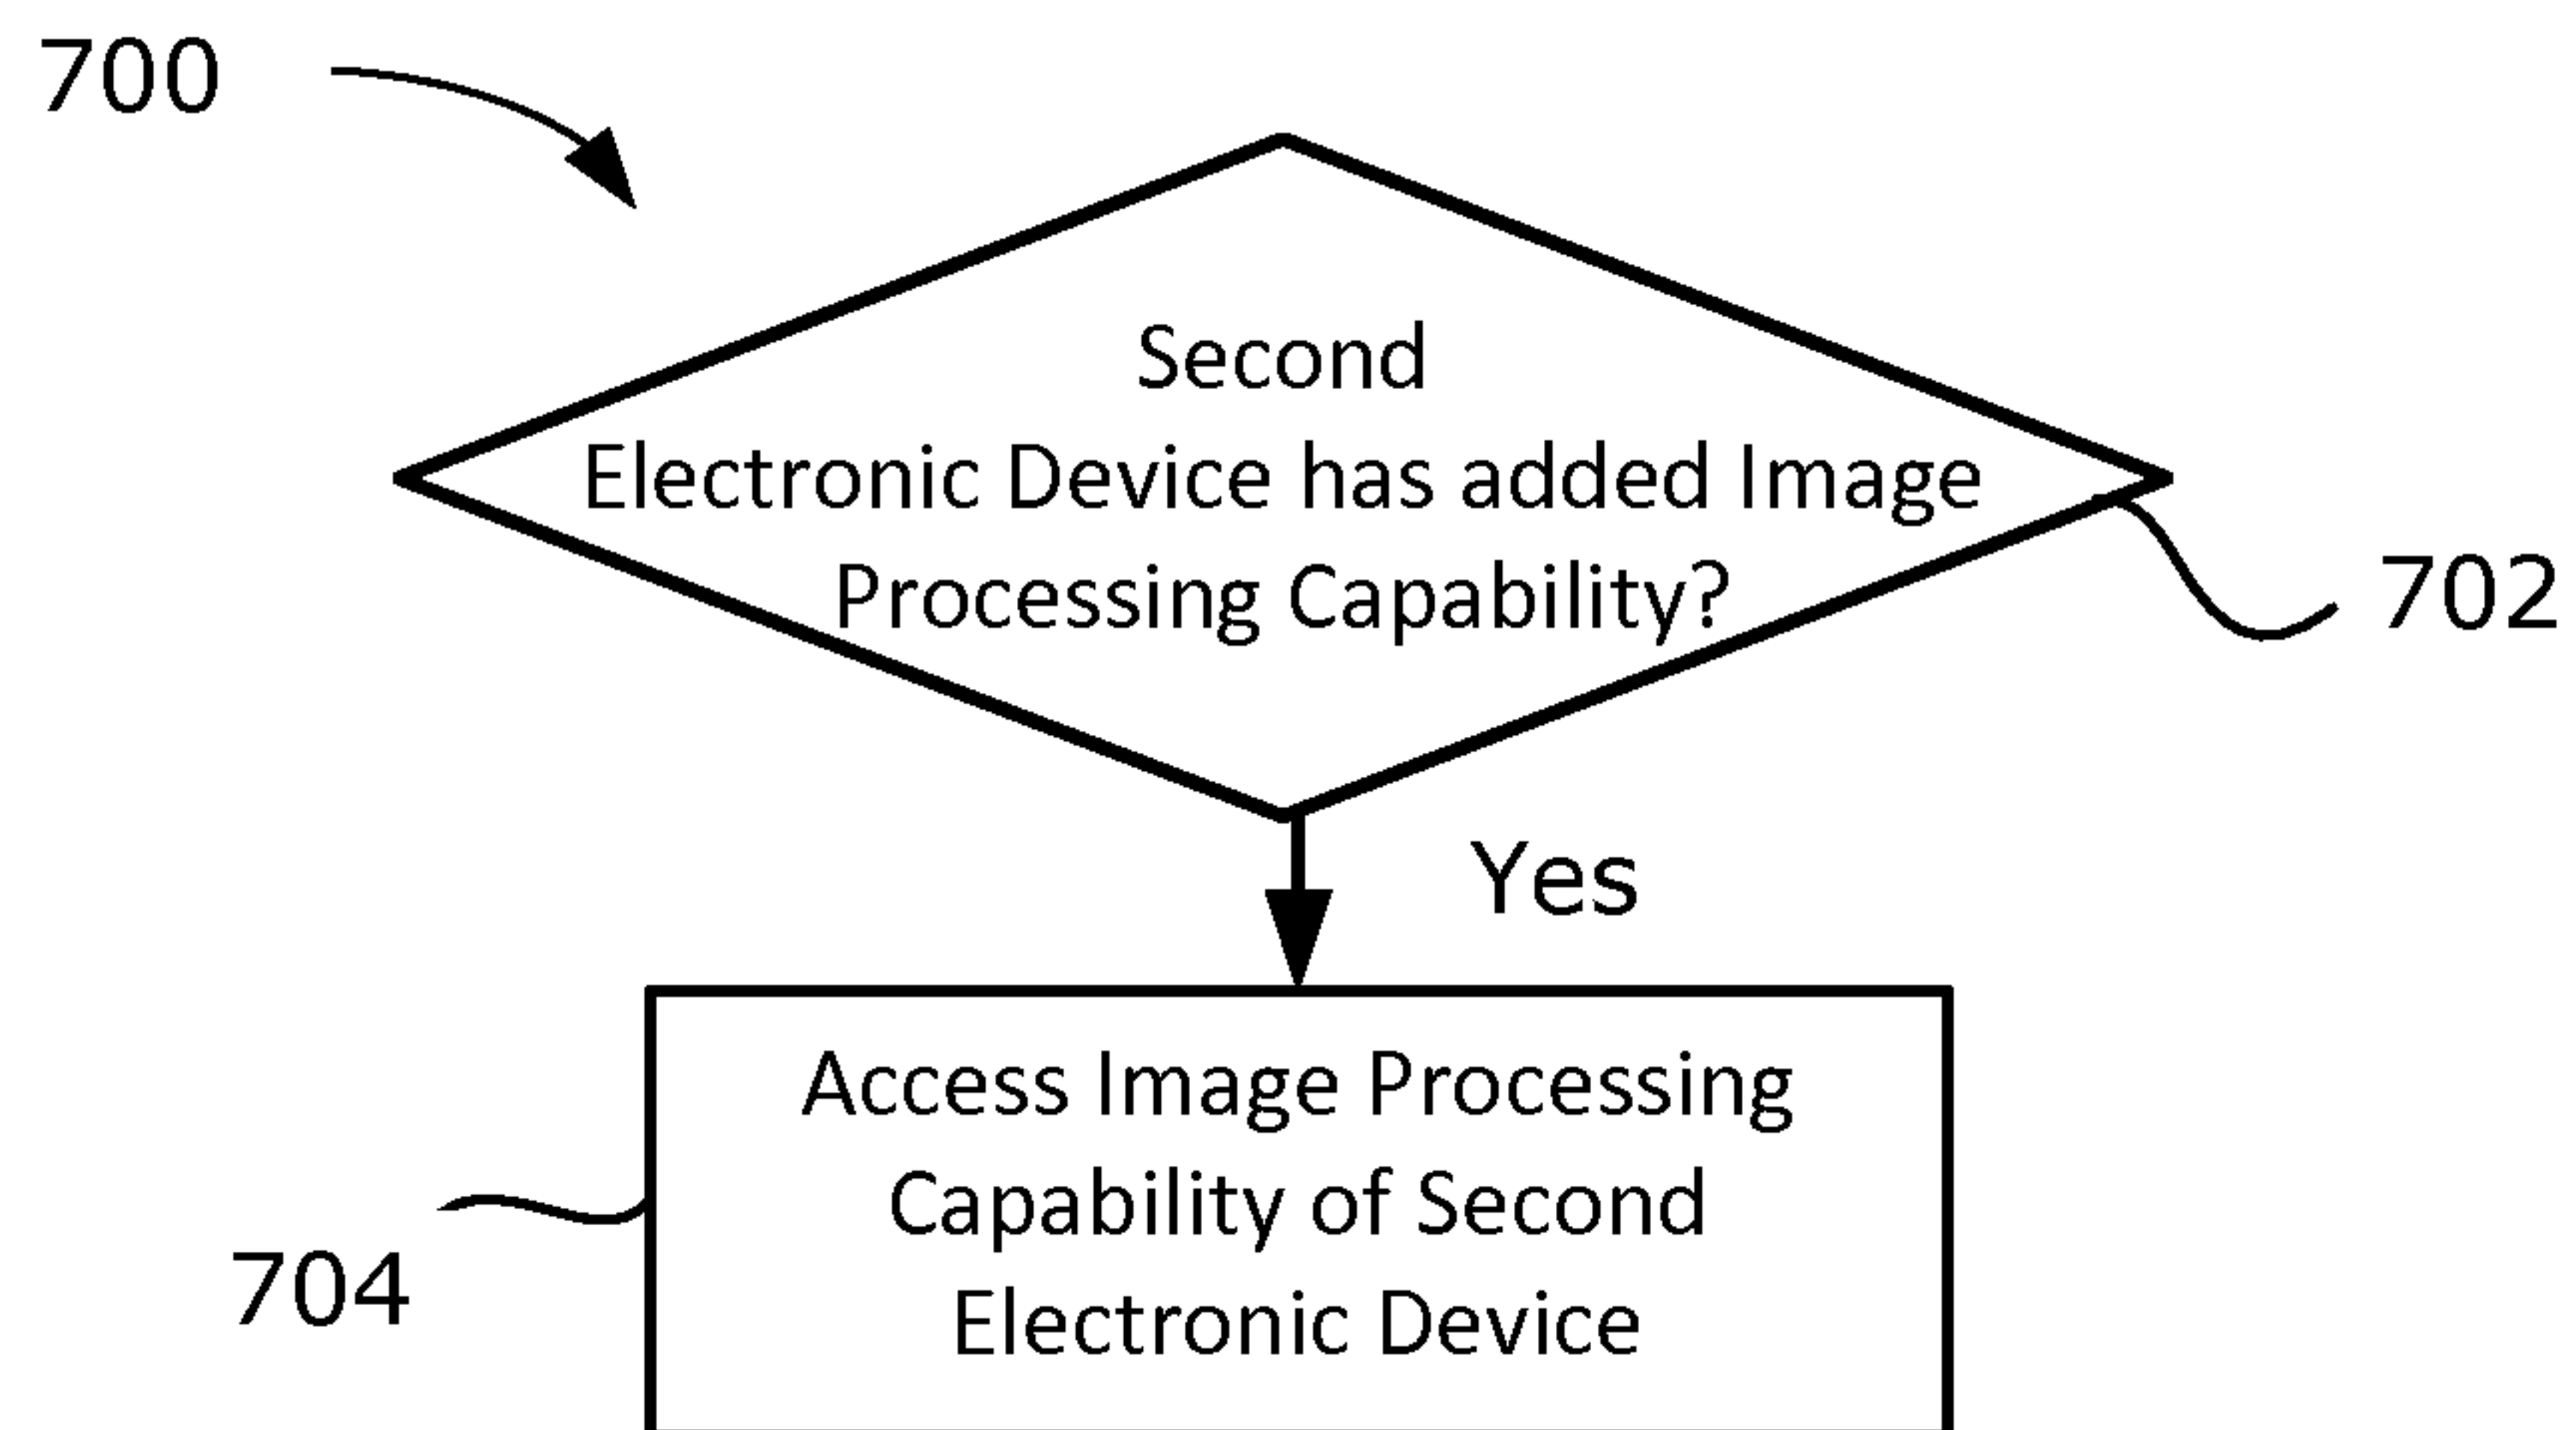 700
Second
Electronic Device has added Image
Processing Capability?
702
Yes
Access Image Processing
Capability of Second
Electronic Device
704